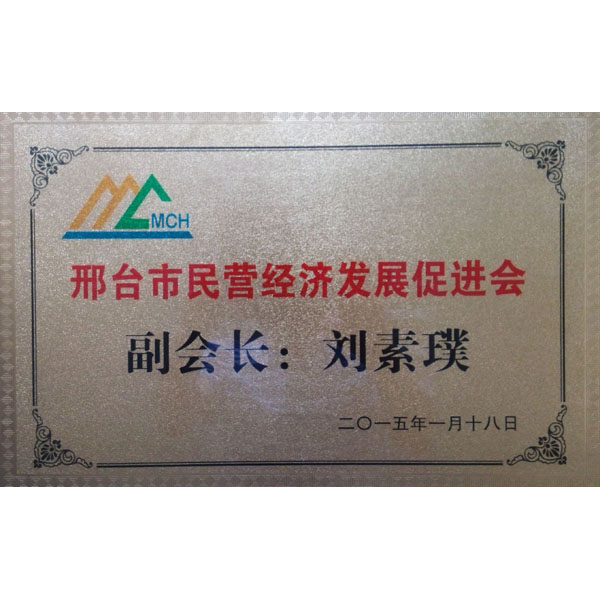 MCH
邢台市民营经济发展促进会
副会长：刘素璞
二〇一五年一月十八日